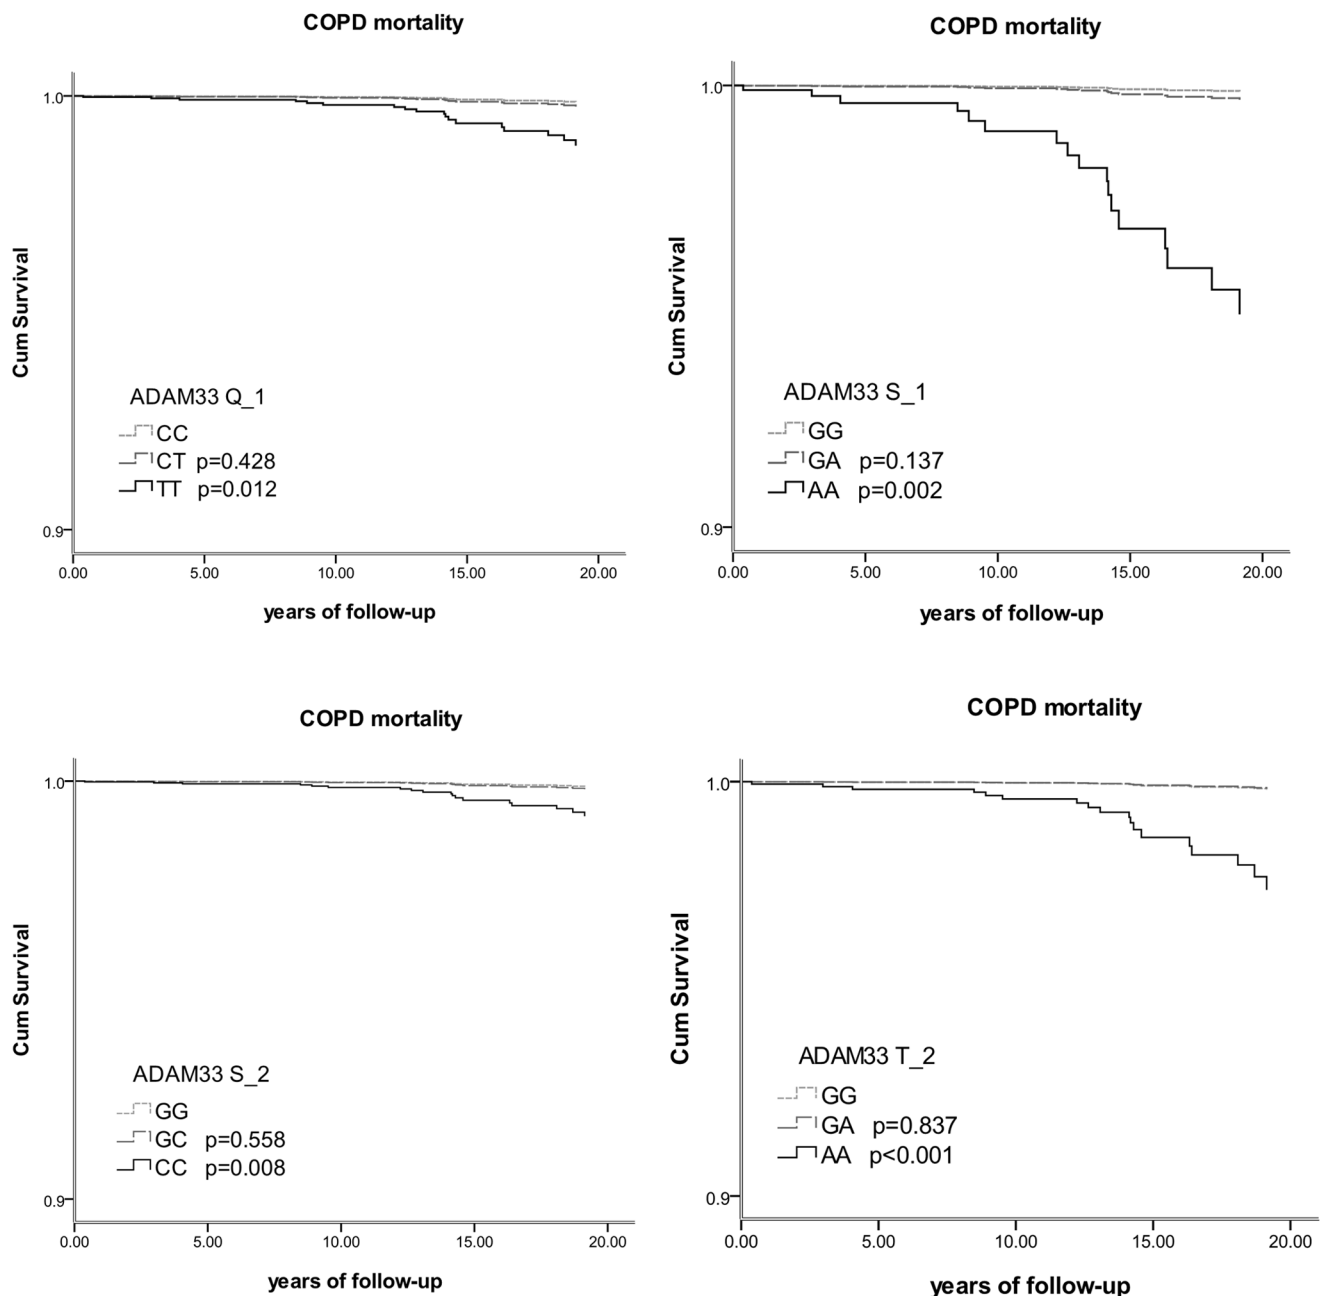 COPD mortality
1.0
Cum Survival
ADAM33 Q_1
CC
CT p=0.428
TT p=0.012
0.9
0.00 5.00 10.00 15.00 20.00
years of follow-up
COPD mortality
1.0
Cum Survival
ADAM33 S_1
GG
GA p=0.137
AA p=0.002
0.9
0.00 5.00 10.00 15.00 20.00
years of follow-up
COPD mortality
1.0
Cum Survival
ADAM33 S_2
GG
GC p=0.558
CC p=0.008
0.9
0.00 5.00 10.00 15.00 20.00
years of follow-up
COPD mortality
1.0
Cum Survival
ADAM33 T_2
GG
GA p=0.837
AA p<0.001
0.9
0.00 5.00 10.00 15.00 20.00
years of follow-up